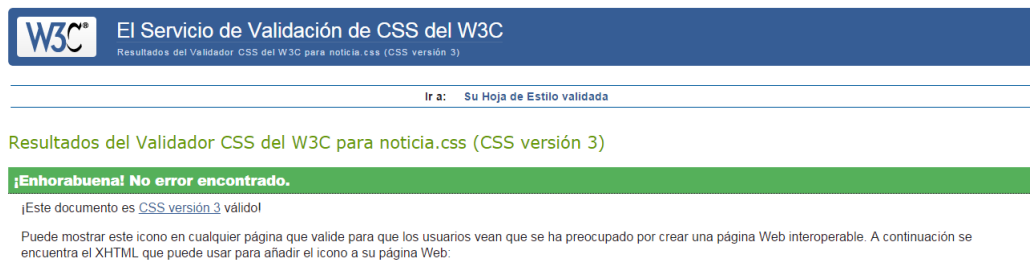 W3C®
El Servicio de Validación de CSS del W3C
Resultados del Validador CSS del W3C para noticia.css (CSS versión 3)
Ir a: Su Hoja de Estilo validada
Resultados del Validador CSS del W3C para noticia.css (CSS versión 3)
¡Enhorabuena! No error encontrado.
¡Este documento es CSS versión 3 válido!
Puede mostrar este icono en cualquier página que valide para que los usuarios vean que se ha preocupado por crear una página Web interoperable. A continuación se
encuentra el XHTML que puede usar para añadir el icono a su página Web: